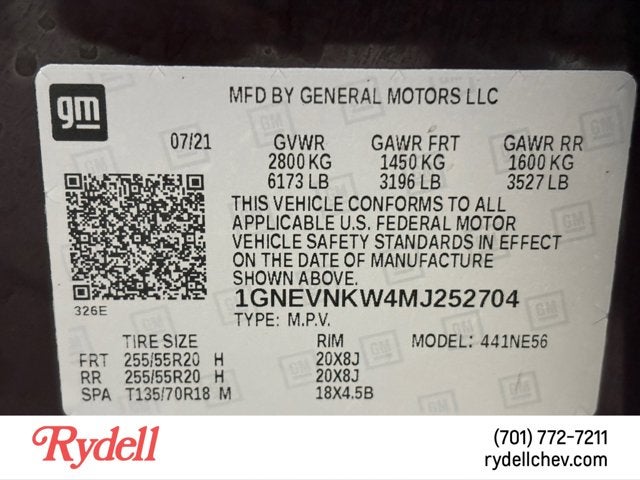 gm
MFD BY GENERAL MOTORS LLC
07/21 GVWR GAWR FRT GAWR RR
2800 KG 1450 KG 1600 KG
6173 LB 3196 LB 3527 LB
THIS VEHICLE CONFORMS TO ALL
APPLICABLE U.S. FEDERAL MOTOR
VEHICLE SAFETY STANDARDS IN EFFECT
ON THE DATE OF MANUFACTURE
SHOWN ABOVE.
326E
1GNEVNKW4MJ252704
TYPE: M.P.V.
TIRE SIZE RIM MODEL: 441NE56
FRT 255/55R20 H 20X8J
RR 255/55R20 H 20X8J
SPA T135/70R18 M 18X4.5B
Rydell
(701) 772-7211
rydellchev.com